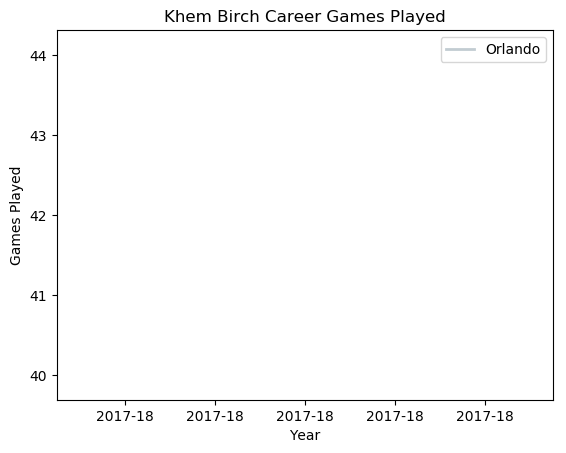 Khem Birch Career Games Played
Orlando
44
43
42
41
40
Games Played
2017-18 2017-18 2017-18 2017-18 2017-18
Year